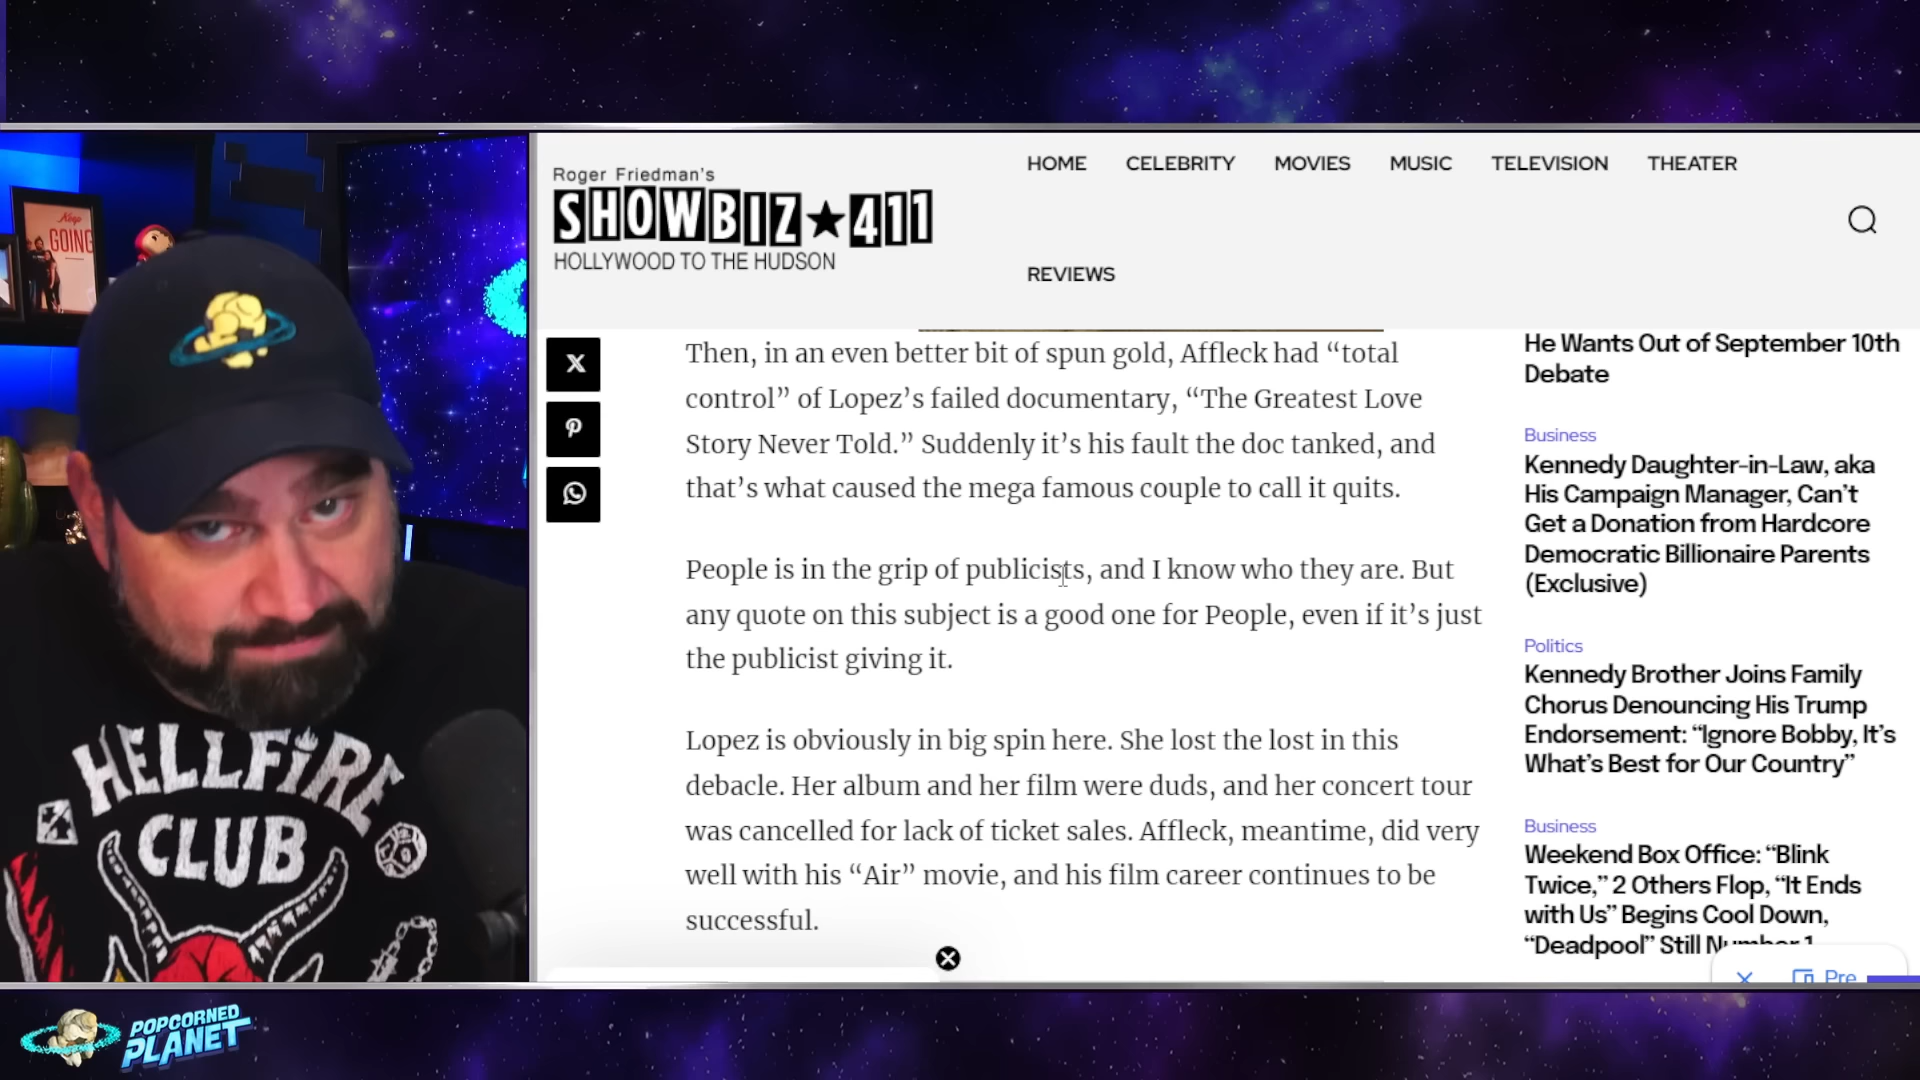 Keep
GOING
HELLFIRE
CLUB
POPCORNED
PLANET
Roger Friedman's
SHOWBIZ★411
HOLLYWOOD TO THE HUDSON
HOME CELEBRITY MOVIES MUSIC TELEVISION THEATER
REVIEWS
Then, in an even better bit of spun gold, Affleck had “total
control” of Lopez’s failed documentary, “The Greatest Love
Story Never Told.” Suddenly it’s his fault the doc tanked, and
that’s what caused the mega famous couple to call it quits.
People is in the grip of publicists, and I know who they are. But
any quote on this subject is a good one for People, even if it’s just
the publicist giving it.
Lopez is obviously in big spin here. She lost the lost in this
debacle. Her album and her film were duds, and her concert tour
was cancelled for lack of ticket sales. Affleck, meantime, did very
well with his “Air” movie, and his film career continues to be
successful.
He Wants Out of September 10th
Debate
Business
Kennedy Daughter-in-Law, aka
His Campaign Manager, Can’t
Get a Donation from Hardcore
Democratic Billionaire Parents
(Exclusive)
Politics
Kennedy Brother Joins Family
Chorus Denouncing His Trump
Endorsement: “Ignore Bobby, It’s
What’s Best for Our Country”
Business
Weekend Box Office: “Blink
Twice,” 2 Others Flop, “It Ends
with Us” Begins Cool Down,
“Deadpool” Still Number 1
Pre